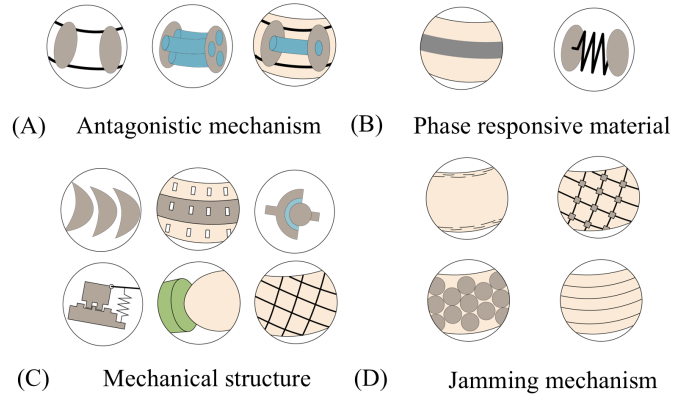 (A) Antagonistic mechanism
(B) Phase responsive material
(C) Mechanical structure
(D) Jamming mechanism